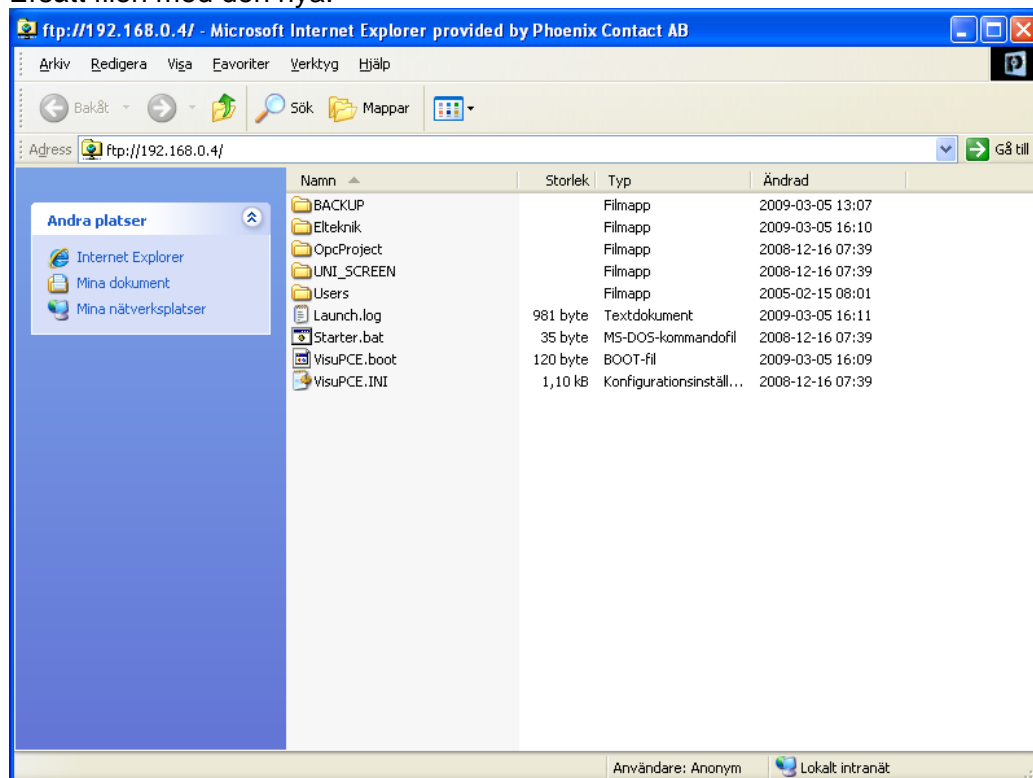 Ersätt filen med den nya.
ftp://192.168.0.4/ - Microsoft Internet Explorer provided by Phoenix Contact AB
Arkiv Redigera Visa Favoriter Verktyg Hjälp
Bakåt Sök Mappar
Adress ftp://192.168.0.4/ Gå till
Namn Storlek Typ Ändrad
Andra platser
Internet Explorer
Mina dokument
Mina nätverksplatser
BACKUP Filmapp 2009-03-05 13:07
Elteknik Filmapp 2009-03-05 16:10
OpcProject Filmapp 2008-12-16 07:39
UNI_SCREEN Filmapp 2008-12-16 07:39
Users Filmapp 2005-02-15 08:01
Launch.log 981 byte Textdokument 2009-03-05 16:11
Starter.bat 35 byte MS-DOS-kommandofil 2008-12-16 07:39
VisuPCE.boot 120 byte BOOT-fil 2009-03-05 16:09
VisuPCE.INI 1,10 kB Konfigurationsinställ... 2008-12-16 07:39
Användare: Anonym Lokalt intranät